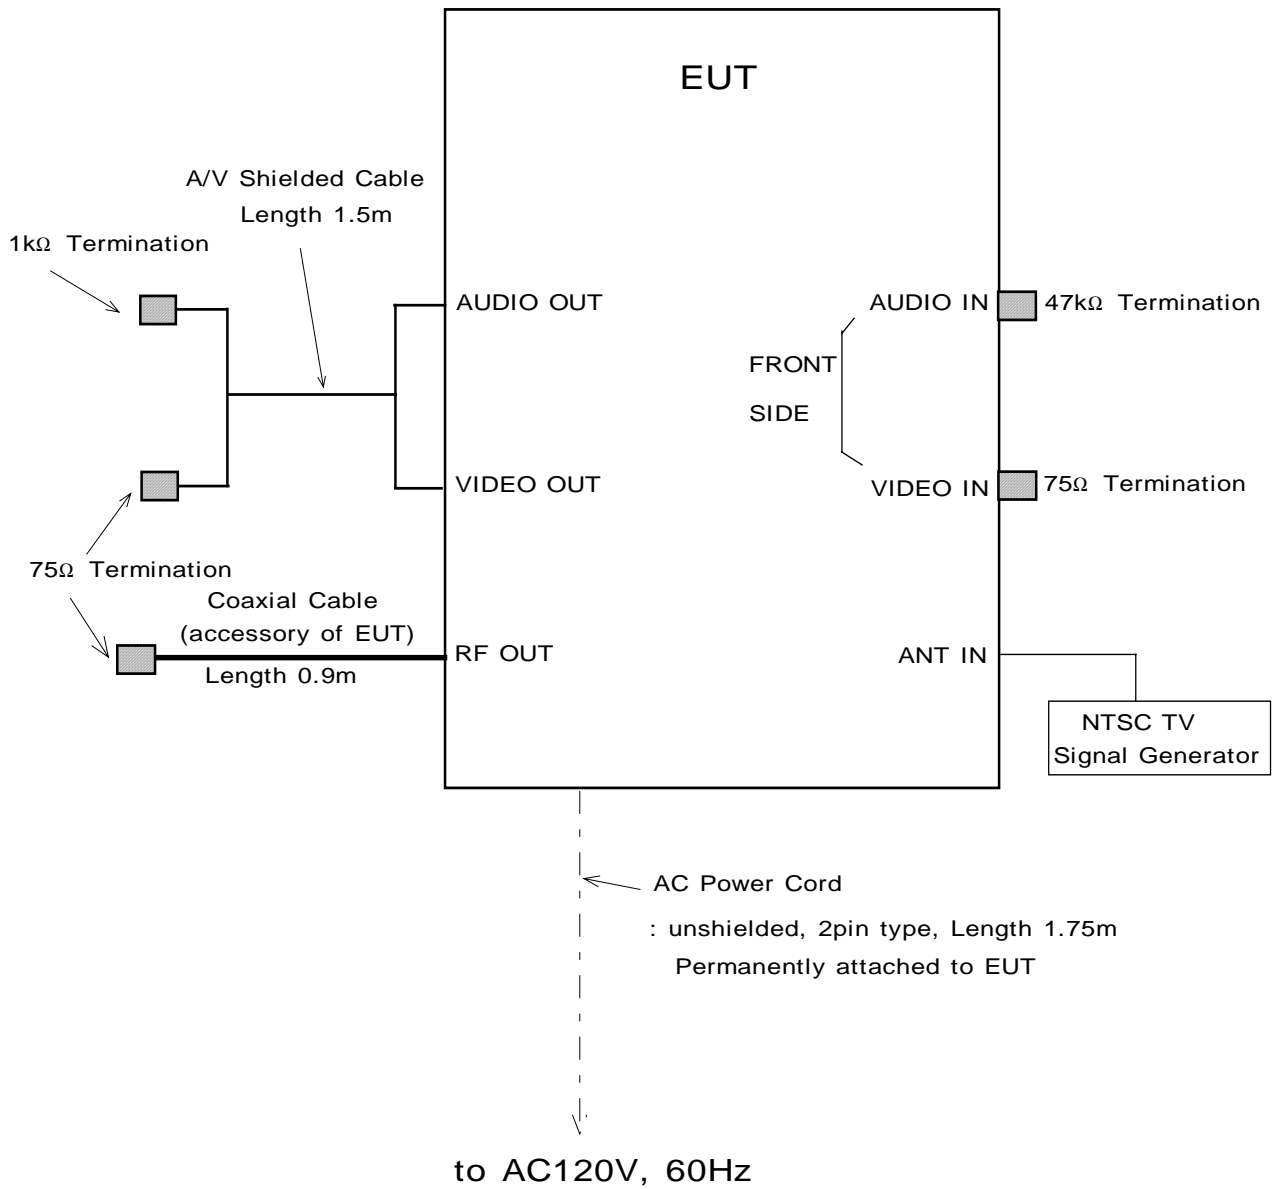 EUT
A/V Shielded Cable
Length 1.5m
1kΩ Termination
AUDIO OUT
AUDIO IN
47kΩ Termination
FRONT
SIDE
VIDEO OUT
VIDEO IN
75Ω Termination
75Ω Termination
Coaxial Cable
(accessory of EUT)
Length 0.9m
RF OUT
ANT IN
NTSC TV
Signal Generator
AC Power Cord
: unshielded, 2pin type, Length 1.75m
Permanently attached to EUT
to AC120V, 60Hz